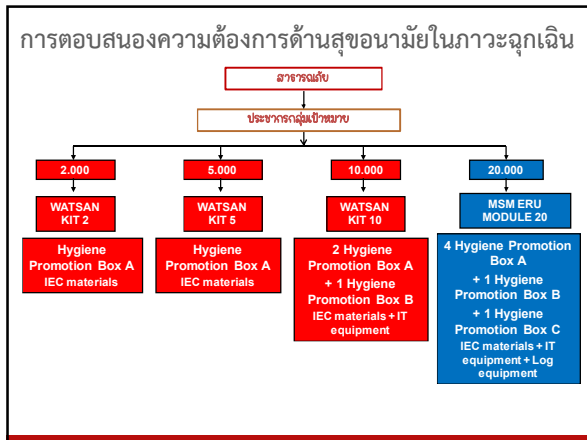 การตอบสนองความต้องการด้านสุขอนามัยในภาวะฉุกเฉิน
สาธารณภัย
ประชากรกลุ่มเป้าหมาย
2.000
5.000
10.000
20.000
WATSAN
KIT 2
WATSAN
KIT 5
WATSAN
KIT 10
MSM ERU
MODULE 20
Hygiene
Promotion Box A
IEC materials
Hygiene
Promotion Box A
IEC materials
2 Hygiene
Promotion Box A
+ 1 Hygiene
Promotion Box B
IEC materials + IT
equipment
4 Hygiene Promotion
Box A
+ 1 Hygiene
Promotion Box B
+ 1 Hygiene
Promotion Box C
IEC materials + IT
equipment + Log
equipment